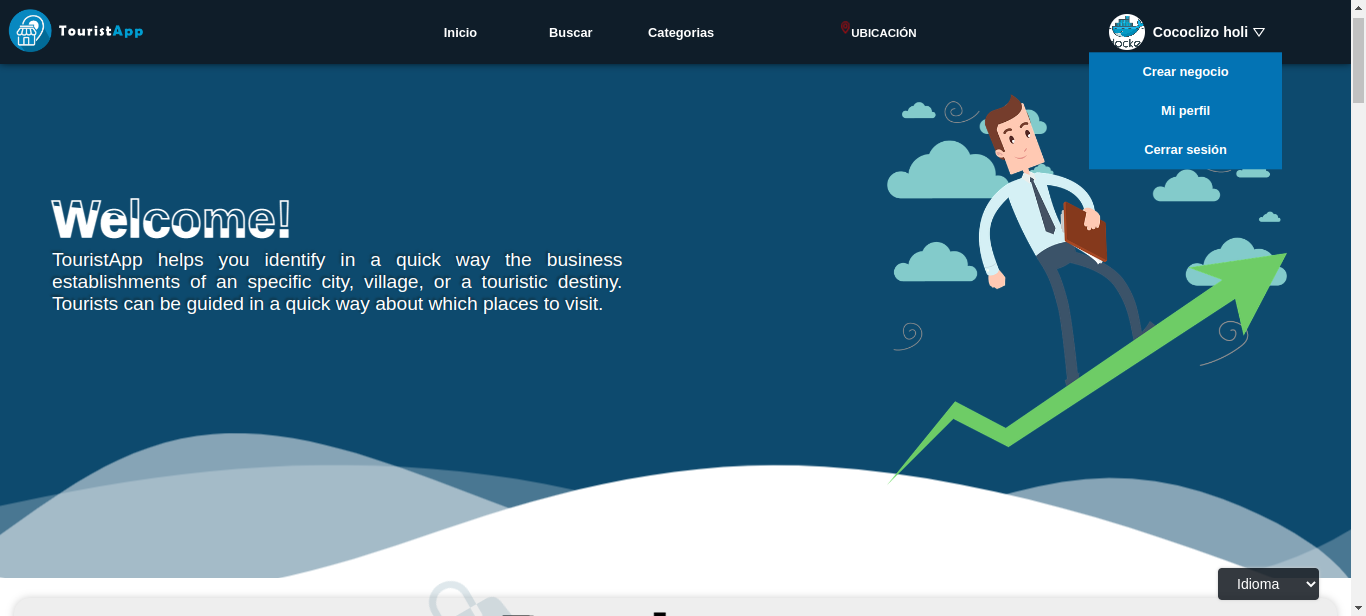 TouristApp
Inicio
Buscar
Categorias
UBICACIÓN
Cococlizo holi
Crear negocio
Mi perfil
Cerrar sesión
Welcome!
TouristApp helps you identify in a quick way the business
establishments of an specific city, village, or a touristic destiny.
Tourists can be guided in a quick way about which places to visit.
Idioma